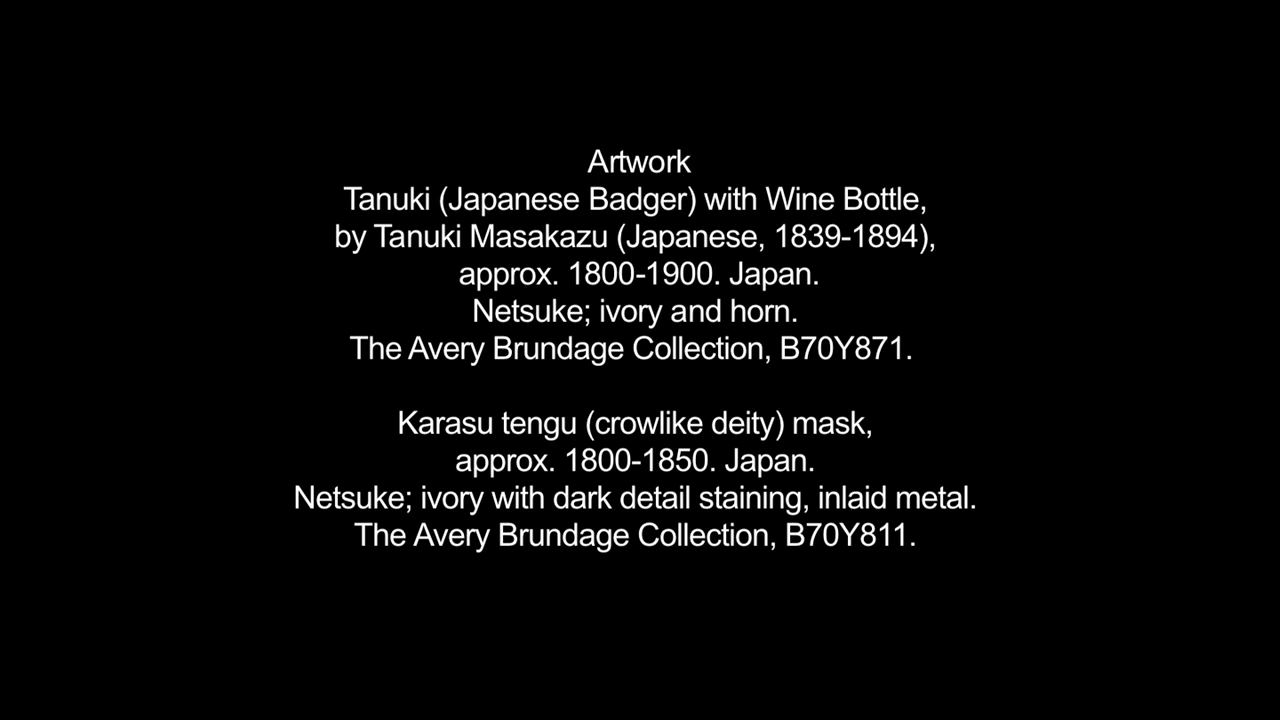 Artwork
Tanuki (Japanese Badger) with Wine Bottle,
by Tanuki Masakazu (Japanese, 1839-1894),
approx. 1800-1900. Japan.
Netsuke; ivory and horn.
The Avery Brundage Collection, B70Y871.
Karasu tengu (crowlike deity) mask,
approx. 1800-1850. Japan.
Netsuke; ivory with dark detail staining, inlaid metal.
The Avery Brundage Collection, B70Y811.